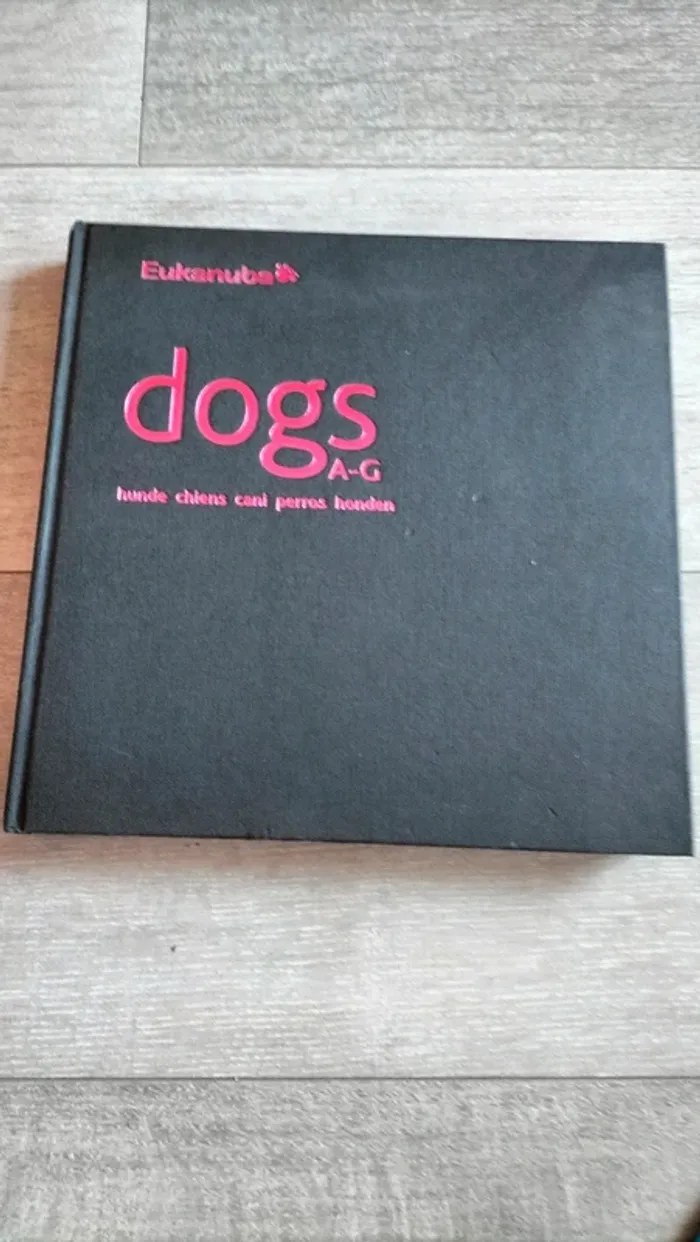 Eukanuba
dogs
A-G
hunde chiens cani perros honden